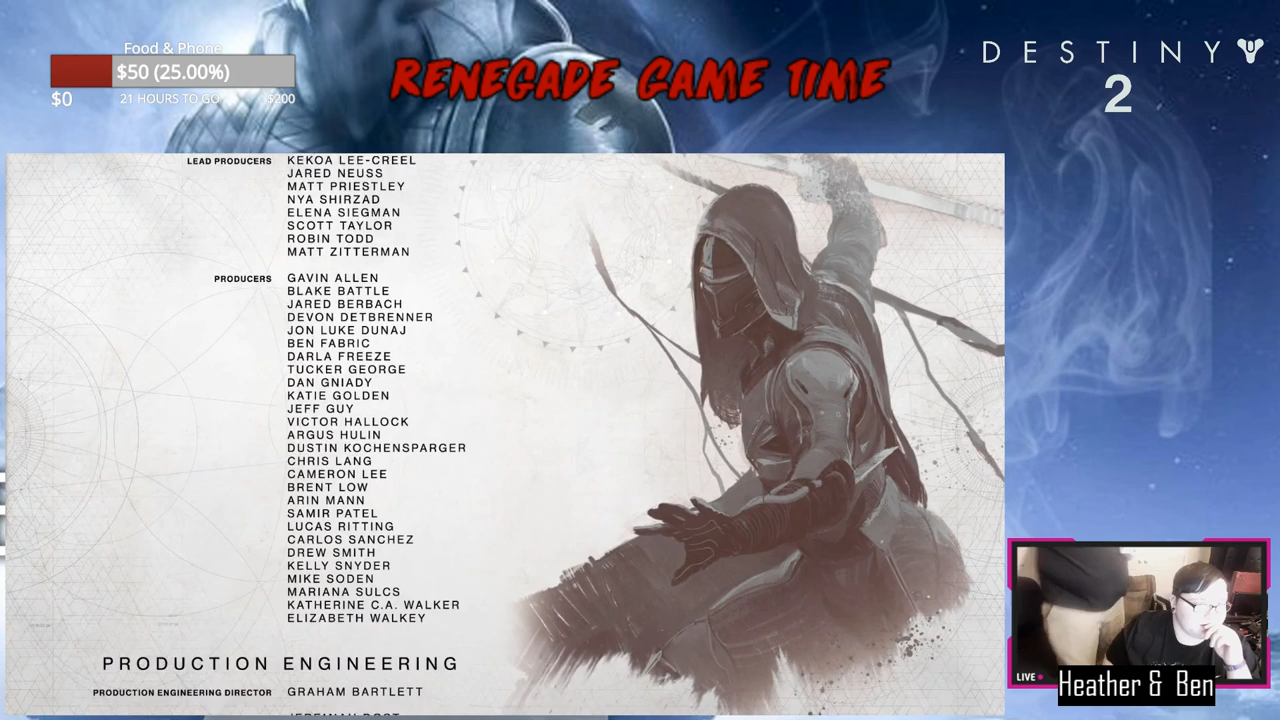 Food & Phone
$50 (25.00%)
$0 21 HOURS TO GO $200
RENEGADE GAME TIME
DESTINY
2
LEAD PRODUCERS KEKOA LEE-CREEL
JARED NEUSS
MATT PRIESTLEY
NYA SHIRZAD
ELENA SIEGMAN
SCOTT TAYLOR
ROBIN TODD
MATT ZITTERMAN
PRODUCERS GAVIN ALLEN
BLAKE BATTLE
JARED BERBACH
DEVON DETBRENNER
JON LUKE DUNAJ
BEN FABRIC
DARLA FREEZE
TUCKER GEORGE
DAN GNIADY
KATIE GOLDEN
JEFF GUY
VICTOR HALLOCK
ARGUS HULIN
DUSTIN KOCHENSPARGER
CHRIS LANG
CAMERON LEE
BRENT LOW
ARIN MANN
SAMIR PATEL
LUCAS RITTING
CARLOS SANCHEZ
DREW SMITH
KELLY SNYDER
MIKE SODEN
MARIANA SULCS
KATHERINE C.A. WALKER
ELIZABETH WALKEY
PRODUCTION ENGINEERING
PRODUCTION ENGINEERING DIRECTOR GRAHAM BARTLETT
LIVE
Heather & Ben